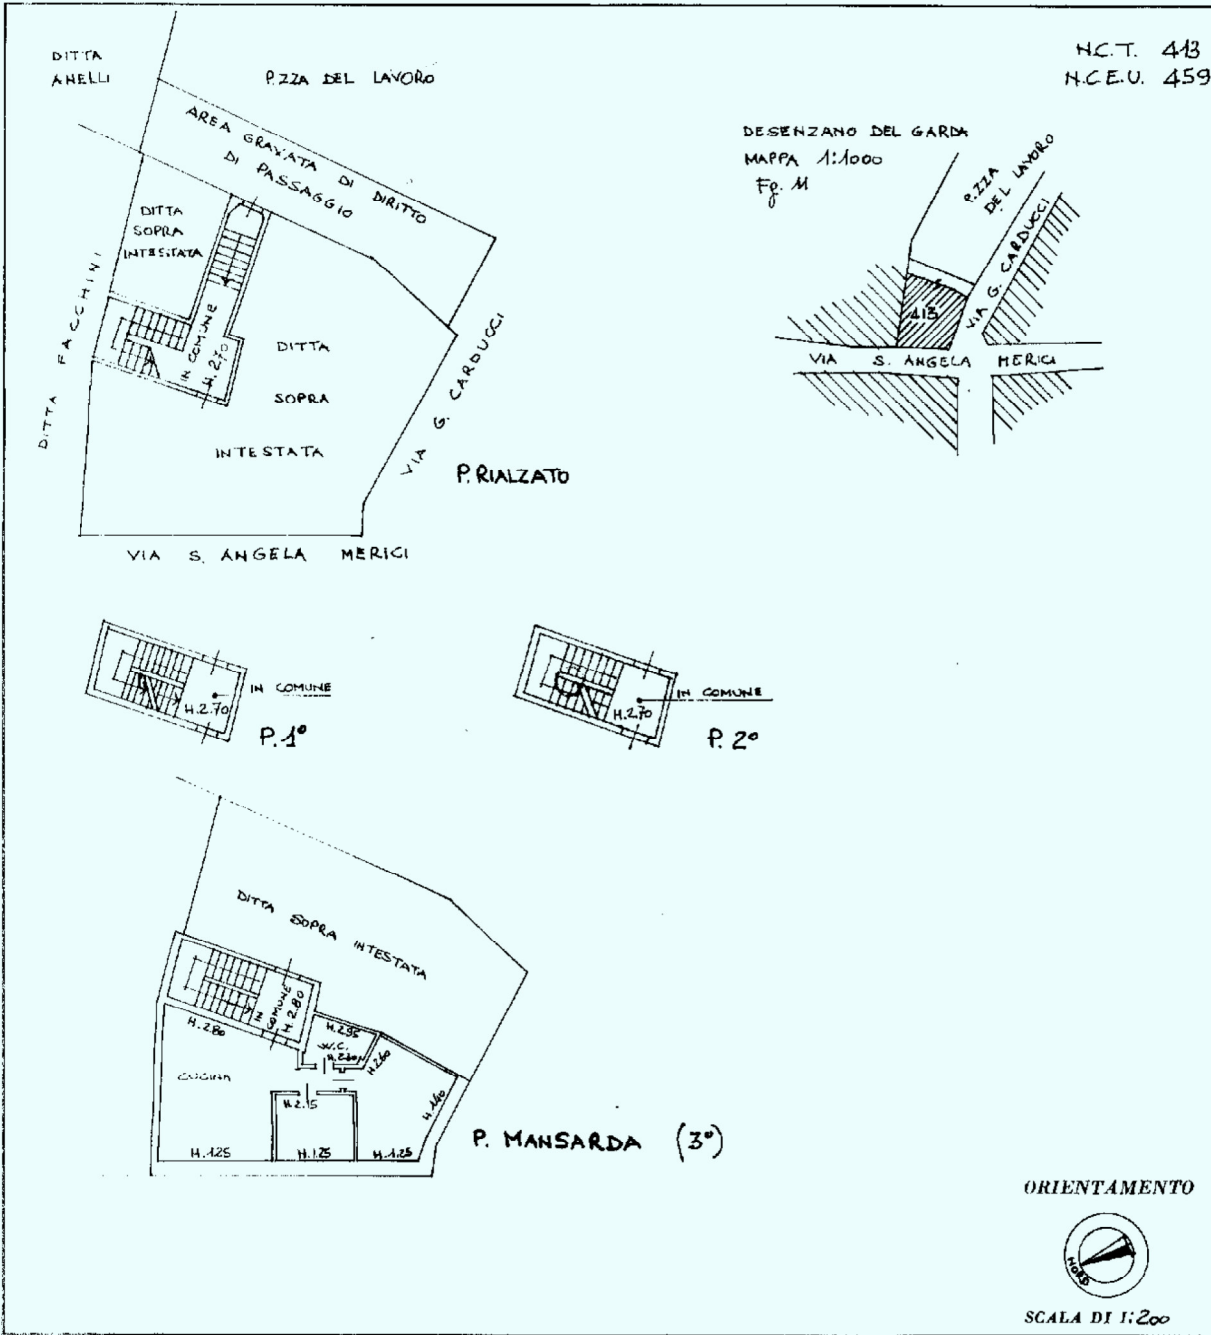 N.C.T. 413
N.C.E.U. 459
DITTA
ANELLI
P.ZZA DEL LAVORO
AREA GRAVATA DI DIRITTO
DI PASSAGGIO
DITTA
SOPRA
INTESTATA
DITTA FACCHINI
IN COMUNE
H. 2.70
DITTA
SOPRA
INTESTATA
VIA G. CARDUCCI
P. RIALZATO
VIA S. ANGELA MERICI
DESENZANO DEL GARDA
MAPPA 1:1000
Fg. 11
P.ZZA
DEL LAVORO
VIA G. CARDUCCI
413
VIA S. ANGELA MERICI
IN COMUNE
H. 2.70
P. 1°
IN COMUNE
H. 2.70
P. 2°
DITTA SOPRA INTESTATA
IN
COMUNE
H. 2.80
H. 2.80
H. 2.95
W.C.
H. 2.60
CUCINA
H. 2.15
H. 1.40
H. 1.25
H. 1.25
H. 1.25
P. MANSARDA (3°)
ORIENTAMENTO
NORD
SCALA DI 1:200